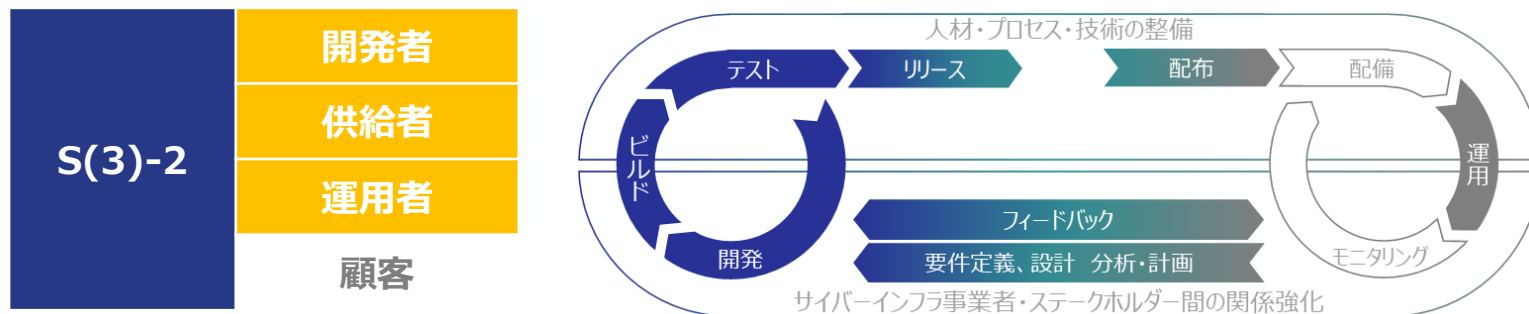 S(3)-2
開発者
供給者
運用者
顧客
人材・プロセス・技術の整備
テスト
リリース
配布
配備
ビルド
運用
開発
モニタリング
フィードバック
要件定義、設計 分析・計画
サイバーインフラ事業者・ステークホルダー間の関係強化